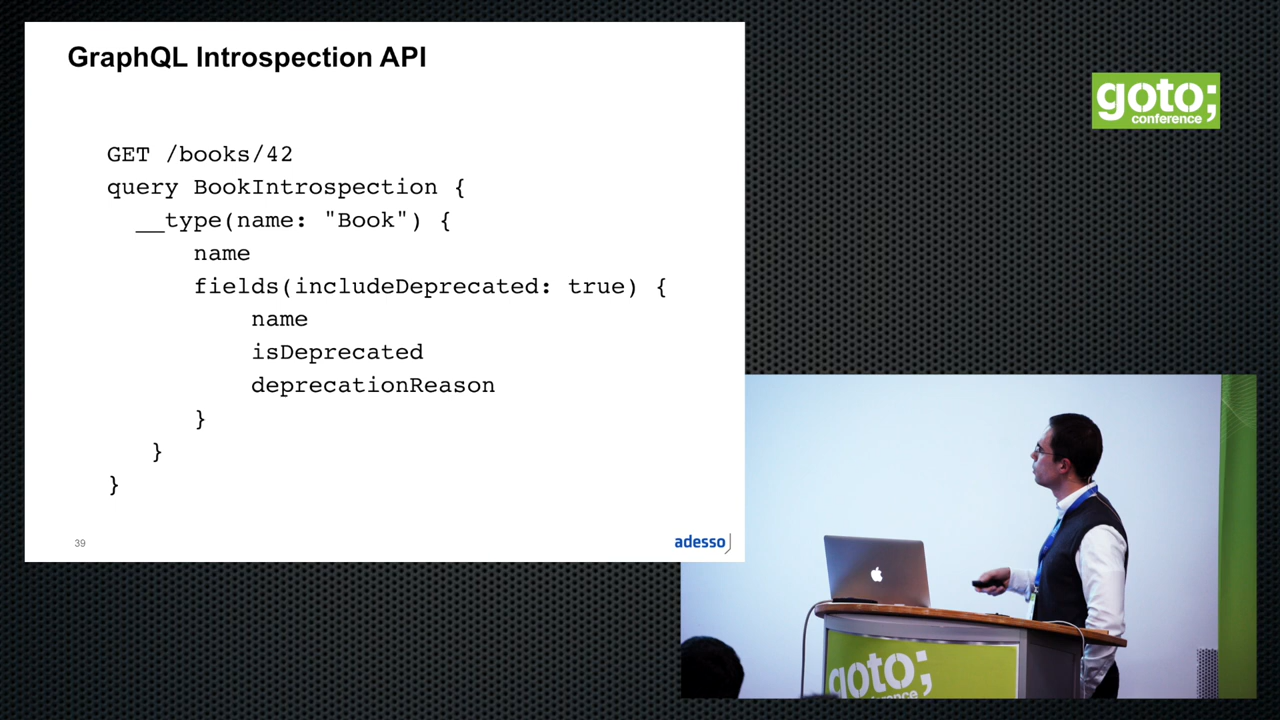 GraphQL Introspection API
GET /books/42
query BookIntrospection {
__type(name: "Book") {
name
fields(includeDeprecated: true) {
name
isDeprecated
deprecationReason
}
}
}
39
adesso
goto;
conference
goto;
conference